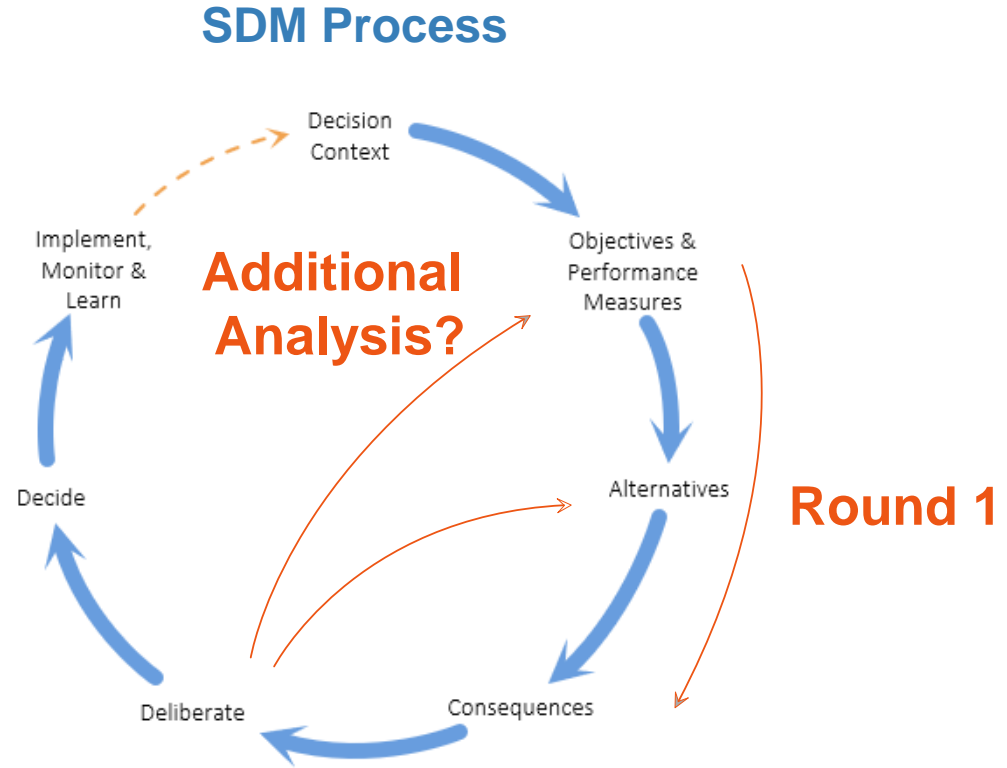 SDM Process
Decision
Context
Implement,
Monitor &
Learn
Additional
Analysis?
Objectives &
Performance
Measures
Decide
Alternatives
Round 1
Deliberate
Consequences